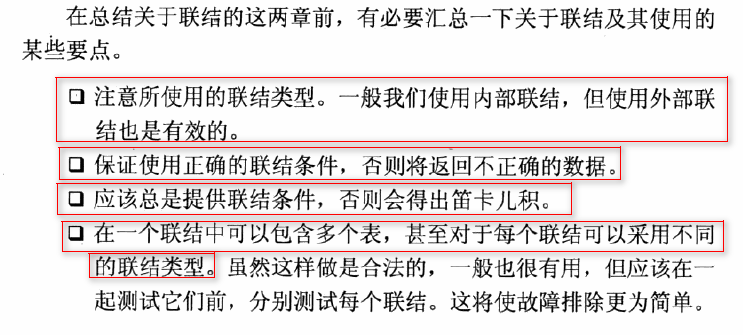 在总结关于联结的这两章前，有必要汇总一下关于联结及其使用的
某些要点。
❑ 注意所使用的联结类型。一般我们使用内部联结，但使用外部联
结也是有效的。
❑ 保证使用正确的联结条件，否则将返回不正确的数据。
❑ 应该总是提供联结条件，否则会得出笛卡儿积。
❑ 在一个联结中可以包含多个表，甚至对于每个联结可以采用不同
的联结类型。虽然这样做是合法的，一般也很有用，但应该在一
起测试它们前，分别测试每个联结。这将使故障排除更为简单。